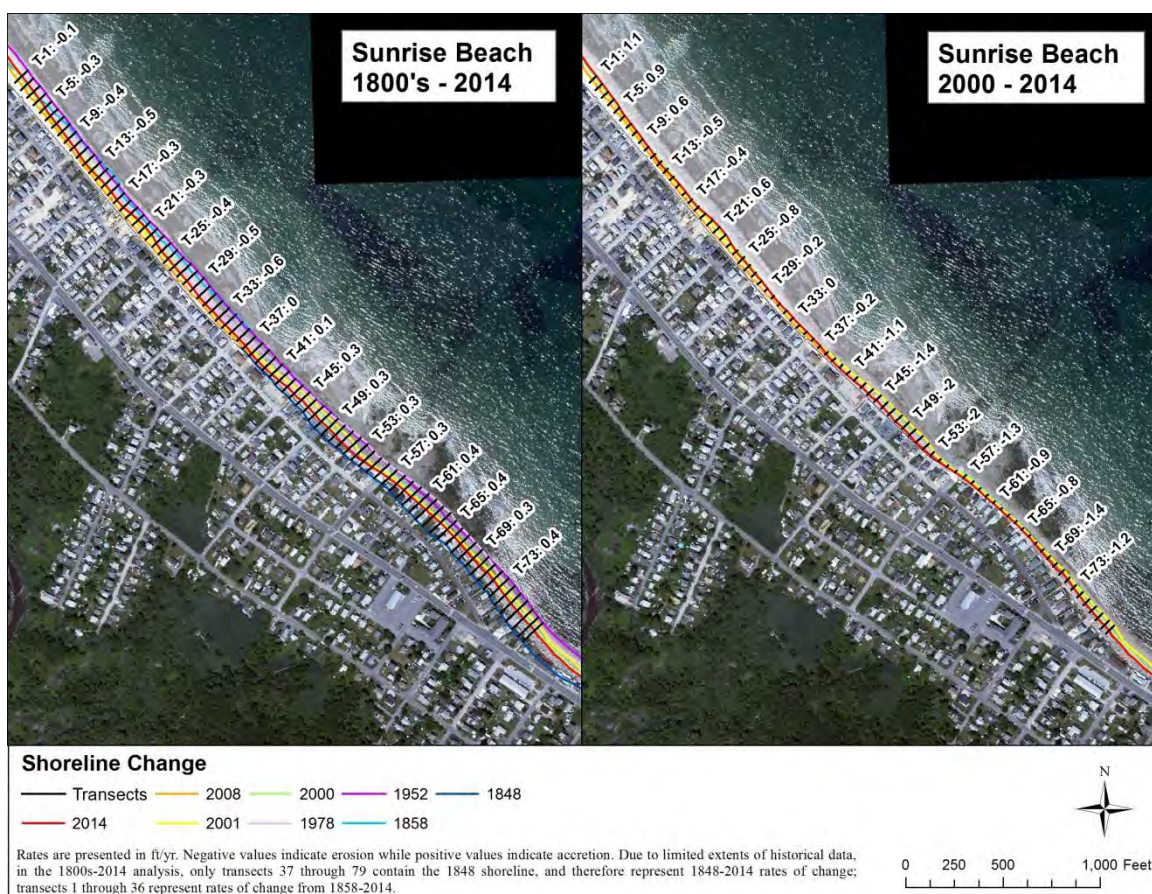 Sunrise Beach
1800's - 2014
T-1: -0.1
T-5: -0.3
T-9: -0.4
T-13: -0.5
T-17: -0.3
T-21: -0.3
T-25: -0.4
T-29: -0.5
T-33: -0.6
T-37: 0
T-41: 0.1
T-45: 0.3
T-49: 0.3
T-53: 0.3
T-57: 0.3
T-61: 0.4
T-65: 0.4
T-69: 0.3
T-73: 0.4
Sunrise Beach
2000 - 2014
T-1: 1.1
T-5: 0.9
T-9: 0.6
T-13: -0.5
T-17: -0.4
T-21: 0.6
T-25: -0.8
T-29: -0.2
T-33: 0
T-37: -0.2
T-41: -1.1
T-45: -1.4
T-49: -2
T-53: -2
T-57: -1.3
T-61: -0.9
T-65: -0.8
T-69: -1.4
T-73: -1.2
Shoreline Change
Transects 2008 2000 1952 1848
2014 2001 1978 1858
Rates are presented in ft/yr. Negative values indicate erosion while positive values indicate accretion. Due to limited extents of historical data,
in the 1800s-2014 analysis, only transects 37 through 79 contain the 1848 shoreline, and therefore represent 1848-2014 rates of change;
transects 1 through 36 represent rates of change from 1858-2014.
N
0 250 500 1,000 Feet